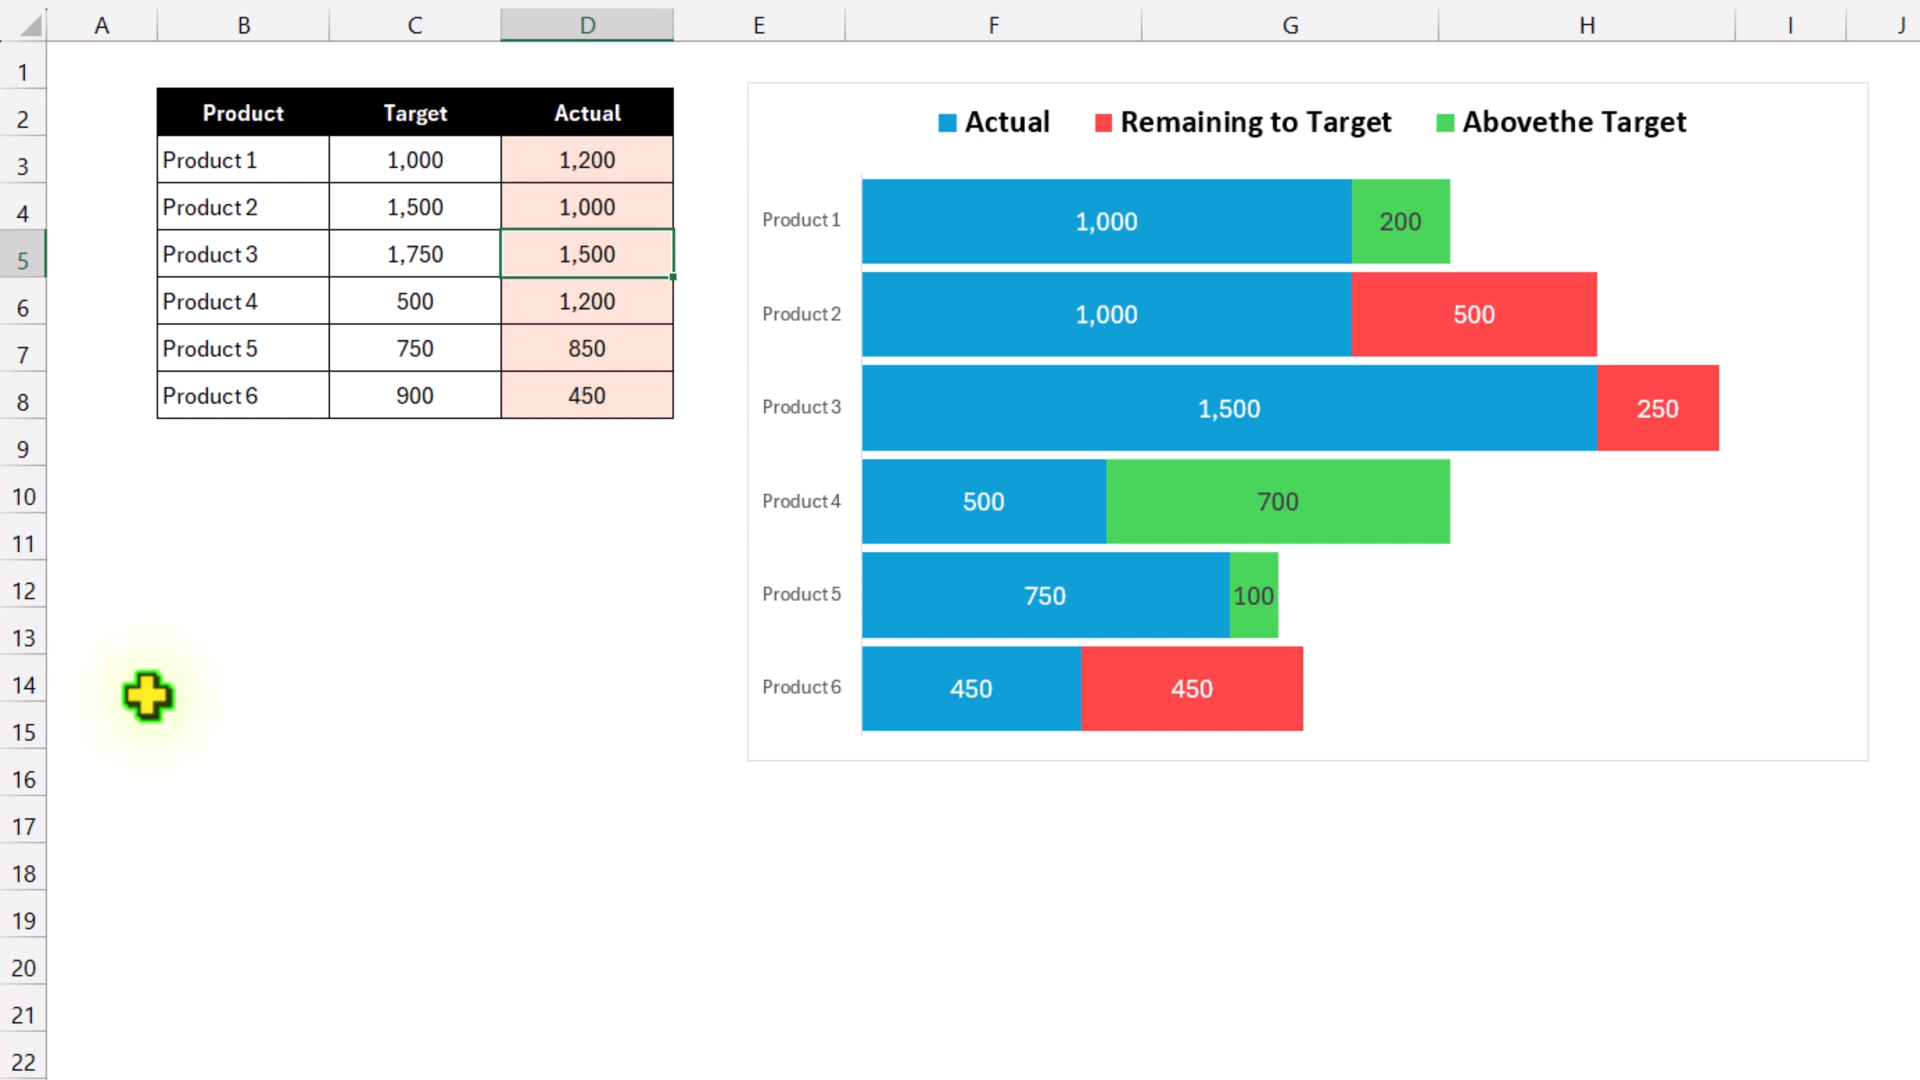 A B C D E F G H I J
1
2 Product Target Actual
3 Product 1 1,000 1,200
4 Product 2 1,500 1,000
5 Product 3 1,750 1,500
6 Product 4 500 1,200
7 Product 5 750 850
8 Product 6 900 450
9
10
11
12
13
14
15
16
17
18
19
20
21
22
Actual Remaining to Target Abovethe Target
Product 1 1,000 200
Product 2 1,000 500
Product 3 1,500 250
Product 4 500 700
Product 5 750 100
Product 6 450 450